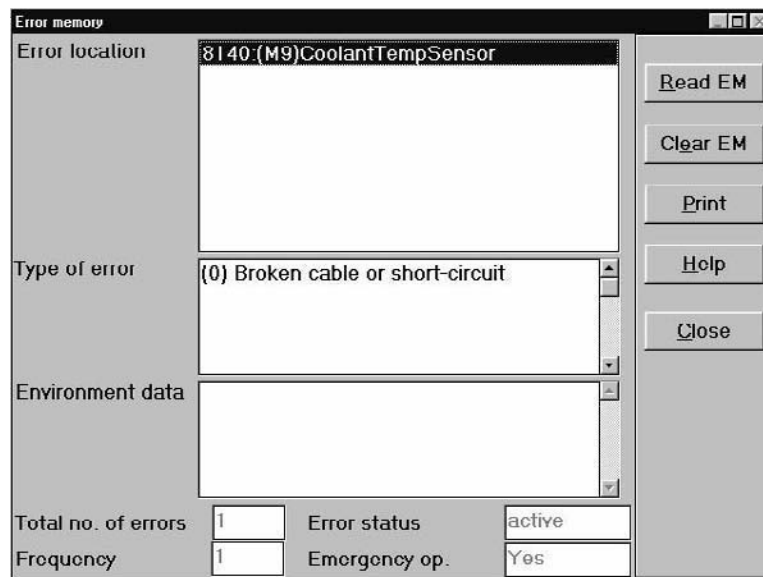 Error memory
Error location
8140:(M9)CoolantTempSensor
Read EM
Clear EM
Print
Type of error
(0) Broken cable or short-circuit
Help
Close
Environment data
Total no. of errors 1 Error status active
Frequency 1 Emergency op. Yes